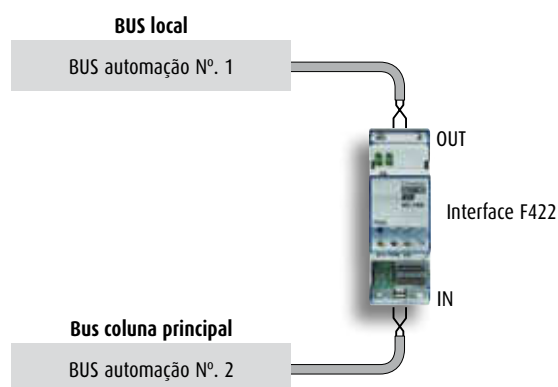 BUS local
BUS automação Nº. 1
OUT
Interface F422
IN
Bus coluna principal
BUS automação Nº. 2